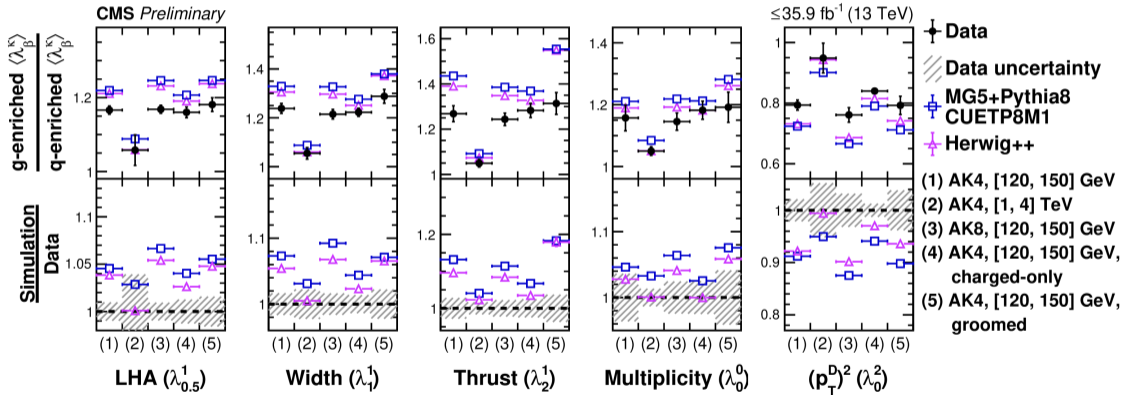 CMS Preliminary
≤35.9 fb⁻¹ (13 TeV)
g-enriched ⟨λ^κ_β⟩
q-enriched ⟨λ^κ_β⟩
1.2
1
1.4
1.2
1
1.6
1.4
1.2
1
1.4
1.2
1
1
0.8
0.6
Data
Data uncertainty
MG5+Pythia8
CUETP8M1
Herwig++
Simulation
Data
1.1
1.05
1
1.1
1
1.2
1
1.1
1
1
0.9
0.8
(1) AK4, [120, 150] GeV
(2) AK4, [1, 4] TeV
(3) AK8, [120, 150] GeV
(4) AK4, [120, 150] GeV,
charged-only
(5) AK4, [120, 150] GeV,
groomed
(1) (2) (3) (4) (5)
(1) (2) (3) (4) (5)
(1) (2) (3) (4) (5)
(1) (2) (3) (4) (5)
(1) (2) (3) (4) (5)
LHA (λ¹₀.₅)
Width (λ¹₁)
Thrust (λ¹₂)
Multiplicity (λ⁰₀)
(p_T^D)² (λ²₀)